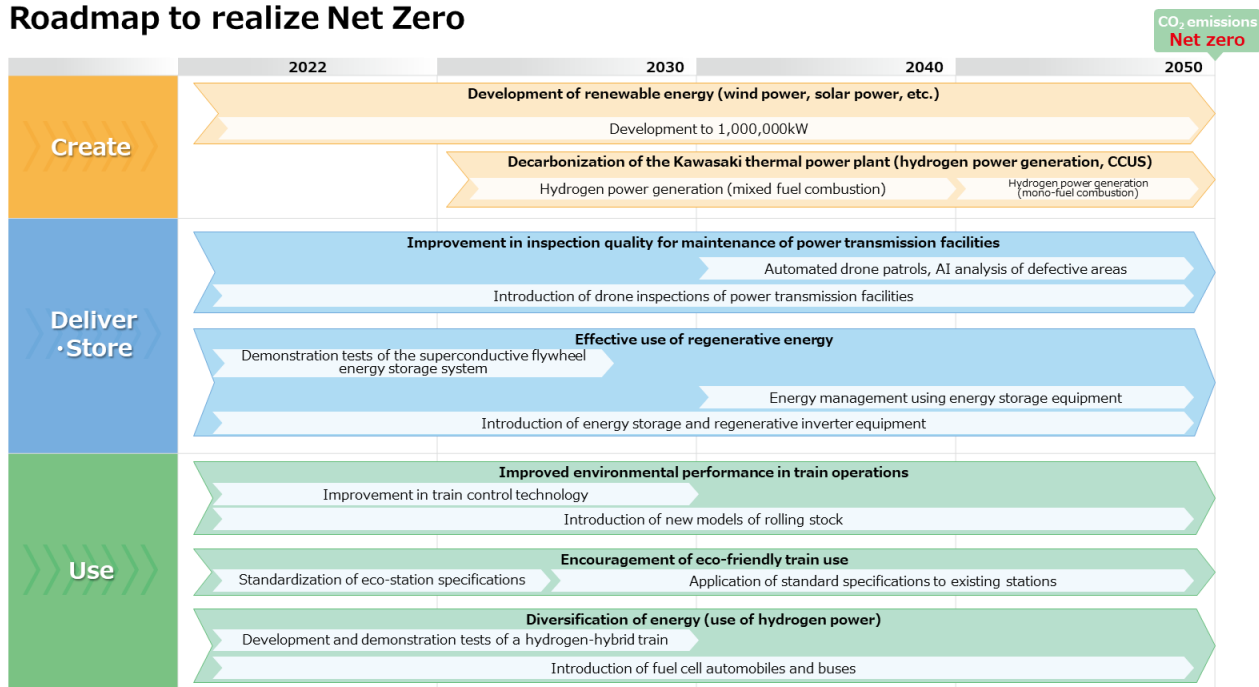 Roadmap to realize Net Zero
CO₂ emissions
Net zero
2022 2030 2040 2050
Create
Development of renewable energy (wind power, solar power, etc.)
Development to 1,000,000kW
Decarbonization of the Kawasaki thermal power plant (hydrogen power generation, CCUS)
Hydrogen power generation (mixed fuel combustion)
Hydrogen power generation
(mono-fuel combustion)
Deliver
・Store
Improvement in inspection quality for maintenance of power transmission facilities
Automated drone patrols, AI analysis of defective areas
Introduction of drone inspections of power transmission facilities
Effective use of regenerative energy
Demonstration tests of the superconductive flywheel
energy storage system
Energy management using energy storage equipment
Introduction of energy storage and regenerative inverter equipment
Use
Improved environmental performance in train operations
Improvement in train control technology
Introduction of new models of rolling stock
Encouragement of eco-friendly train use
Standardization of eco-station specifications
Application of standard specifications to existing stations
Diversification of energy (use of hydrogen power)
Development and demonstration tests of a hydrogen-hybrid train
Introduction of fuel cell automobiles and buses